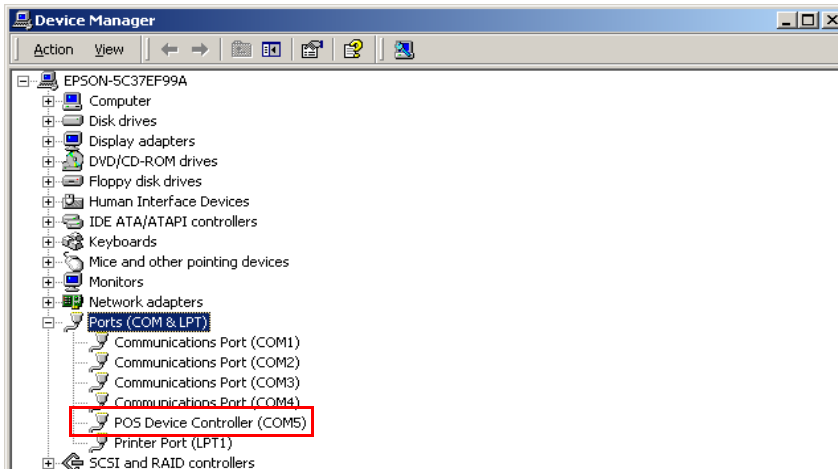 Device Manager
Action View
EPSON-5C37EF99A
Computer
Disk drives
Display adapters
DVD/CD-ROM drives
Floppy disk drives
Human Interface Devices
IDE ATA/ATAPI controllers
Keyboards
Mice and other pointing devices
Monitors
Network adapters
Ports (COM & LPT)
Communications Port (COM1)
Communications Port (COM2)
Communications Port (COM3)
Communications Port (COM4)
POS Device Controller (COM5)
Printer Port (LPT1)
SCSI and RAID controllers